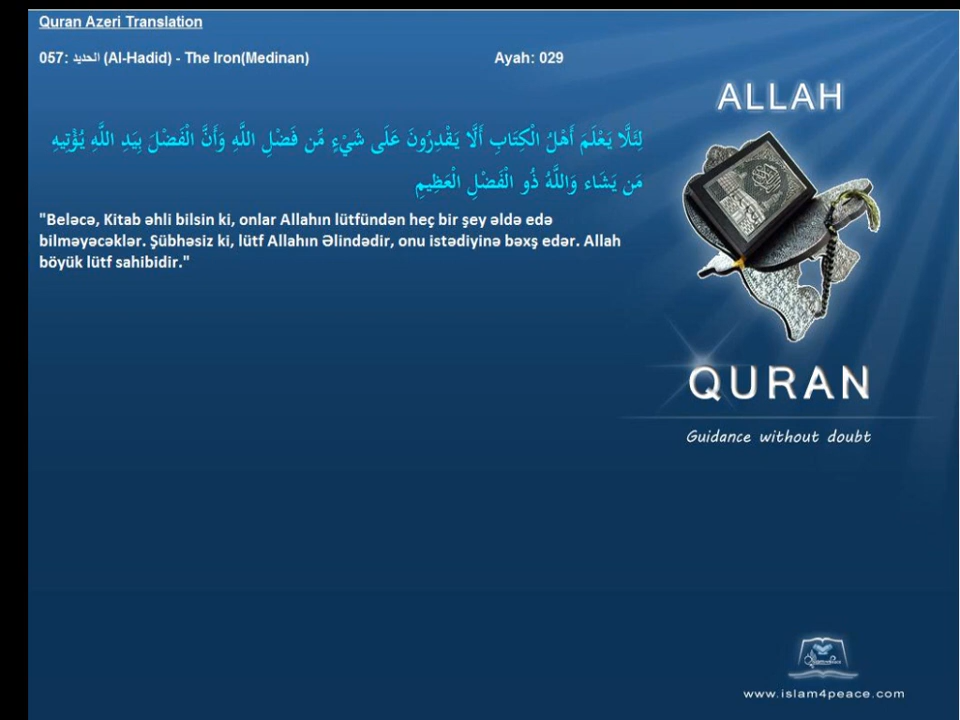 Quran Azeri Translation
057: الحديد (Al-Hadid) - The Iron(Medinan) Ayah: 029
ALLAH
لِئَلَّا يَعْلَمَ أَهْلُ الْكِتَابِ أَلَّا يَقْدِرُونَ عَلَى شَيْءٍ مِّن فَضْلِ اللَّهِ وَأَنَّ الْفَضْلَ بِيَدِ اللَّهِ يُؤْتِيهِ
مَن يَشَاء وَاللَّهُ ذُو الْفَضْلِ الْعَظِيمِ
"Beləcə, Kitab əhli bilsin ki, onlar Allahın lütfündən heç bir şey əldə edə
bilməyəcəklər. Şübhəsiz ki, lütf Allahın Əlindədir, onu istədiyinə bəxş edər. Allah
böyük lütf sahibidir."
QURAN
Guidance without doubt
www.islam4peace.com